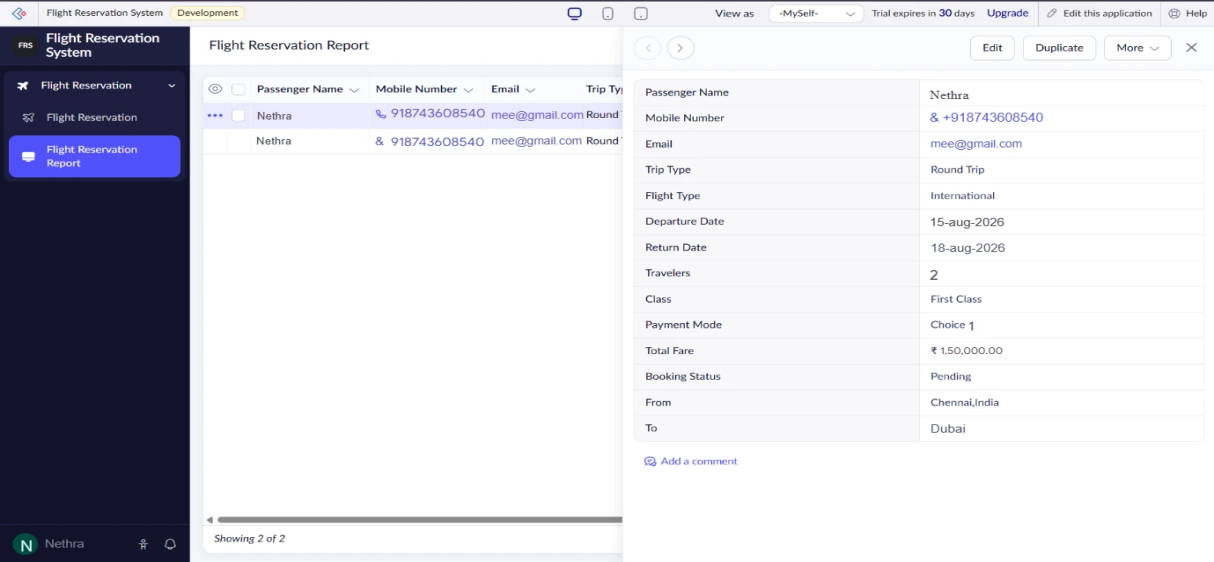 Flight Reservation System Development View as -MySelf- Trial expires in 30 days Upgrade Edit this application Help
FRS
Flight Reservation
System
Flight Reservation
Flight Reservation
Flight Reservation
Report
N Nethra
Flight Reservation Report
Passenger Name Mobile Number Email Trip Ty
Nethra 918743608540 mee@gmail.com Round
Nethra & 918743608540 mee@gmail.com Round
Showing 2 of 2
Edit Duplicate More
Passenger Name Nethra
Mobile Number & +918743608540
Email mee@gmail.com
Trip Type Round Trip
Flight Type International
Departure Date 15-aug-2026
Return Date 18-aug-2026
Travelers 2
Class First Class
Payment Mode Choice 1
Total Fare ₹ 1,50,000.00
Booking Status Pending
From Chennai,India
To Dubai
Add a comment